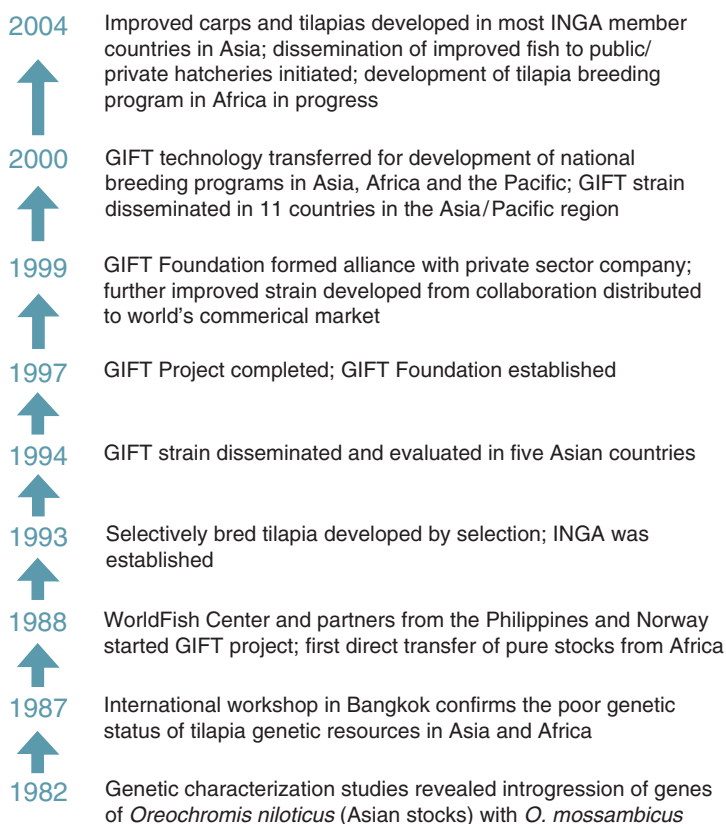 2004
Improved carps and tilapias developed in most INGA member
countries in Asia; dissemination of improved fish to public/
private hatcheries initiated; development of tilapia breeding
program in Africa in progress
2000
GIFT technology transferred for development of national
breeding programs in Asia, Africa and the Pacific; GIFT strain
disseminated in 11 countries in the Asia/Pacific region
1999
GIFT Foundation formed alliance with private sector company;
further improved strain developed from collaboration distributed
to world's commerical market
1997
GIFT Project completed; GIFT Foundation established
1994
GIFT strain disseminated and evaluated in five Asian countries
1993
Selectively bred tilapia developed by selection; INGA was
established
1988
WorldFish Center and partners from the Philippines and Norway
started GIFT project; first direct transfer of pure stocks from Africa
1987
International workshop in Bangkok confirms the poor genetic
status of tilapia genetic resources in Asia and Africa
1982
Genetic characterization studies revealed introgression of genes
of Oreochromis niloticus (Asian stocks) with O. mossambicus